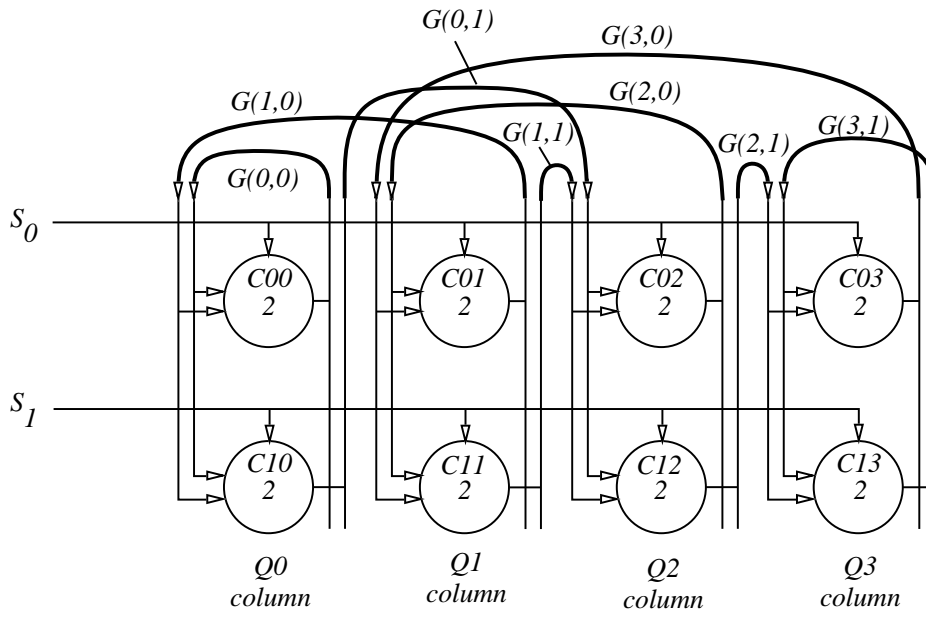 G(0,1)
G(3,0)
G(1,0)
G(2,0)
G(1,1)
G(3,1)
G(2,1)
G(0,0)
S0
C00
2
C01
2
C02
2
C03
2
S1
C10
2
C11
2
C12
2
C13
2
Q0
column
Q1
column
Q2
column
Q3
column